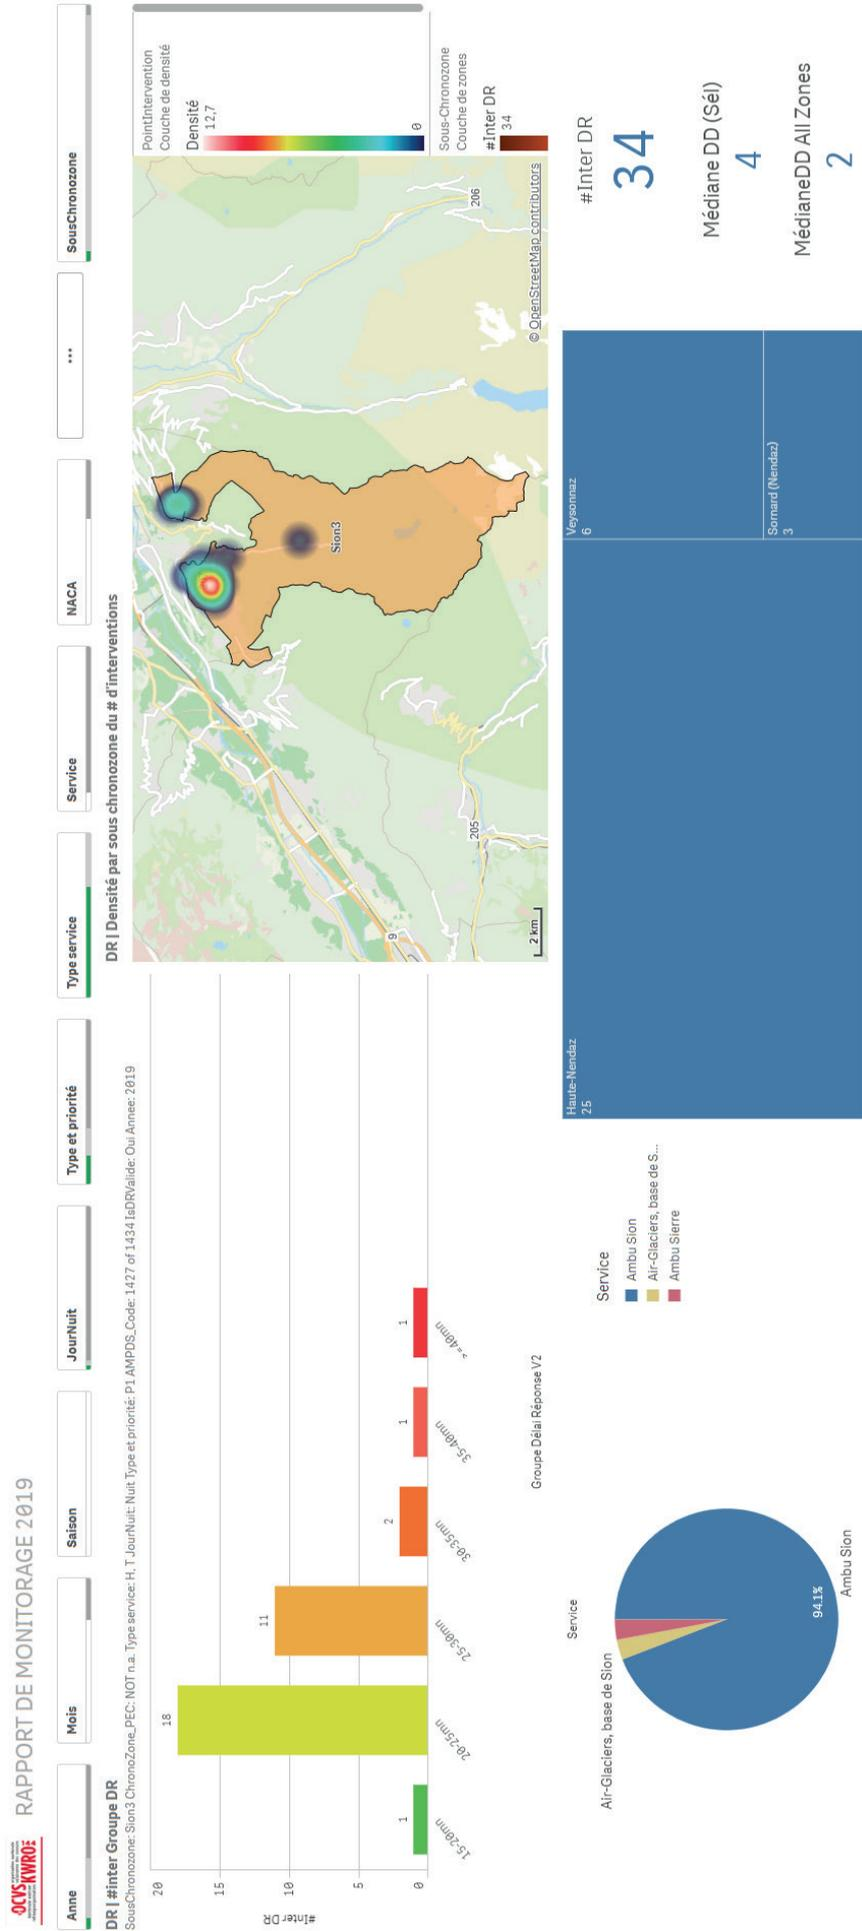 OCVS
KWRO
RAPPORT DE MONITORAGE 2019
Anne
Mois
Saison
JourNuit
Type et priorité
Type service
Service
NACA
...
SousChronozone
DR | #inter Groupe DR
SousChronozone: Sion3 ChronoZone_PEC: NOT n.a. Type service: H, T JourNuit: Nuit Type et priorité: P1 AMPDS_Code: 1427 of 1434 IsDRValide: Oui Annee: 2019
#Inter DR
20
15
10
5
0
1
18
11
2
1
1
15-20mn
20-25mn
25-30mn
30-35mn
35-40mn
>=40mn
Groupe Délai Réponse V2
DR | Densité par sous chronozone du # d'interventions
Sion3
9
205
206
2 km
© OpenStreetMap contributors
PointIntervention
Couche de densité
Densité
12,7
0
Sous-Chronozone
Couche de zones
#Inter DR
34
Service
Air-Glaciers, base de Sion
94.1%
Ambu Sion
Service
Ambu Sion
Air-Glaciers, base de S...
Ambu Sierre
Haute-Nendaz
25
Veysonnaz
6
Sornard (Nendaz)
3
#Inter DR
34
Médiane DD (Sél)
4
MédianeDD All Zones
2